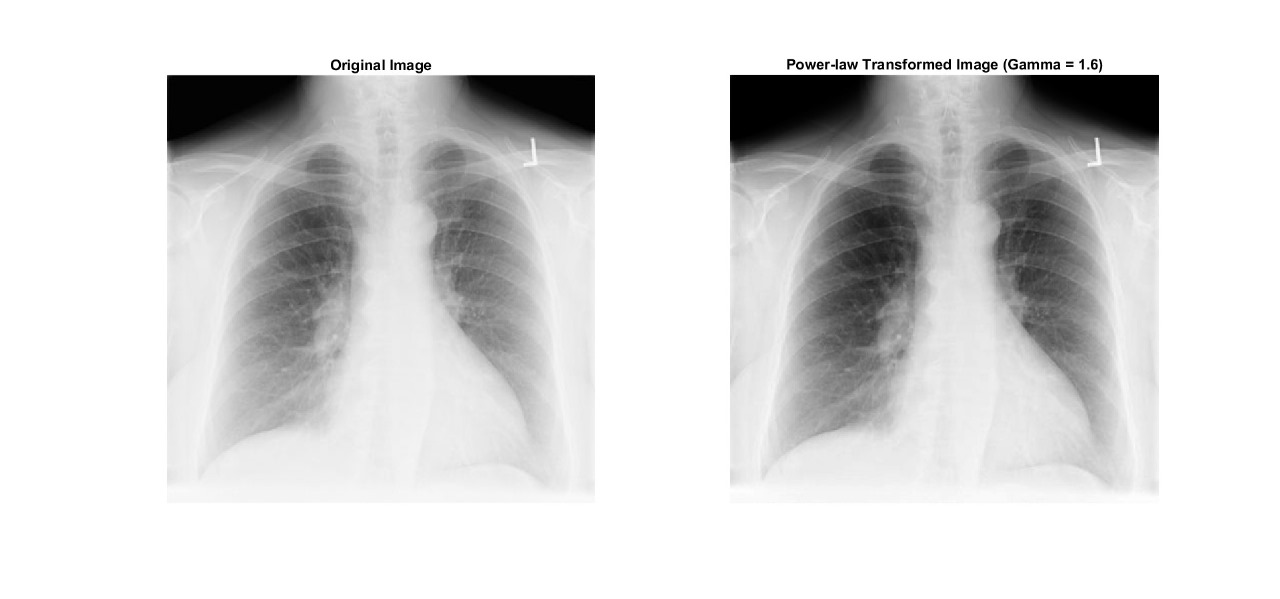 Original Image
Power-law Transformed Image (Gamma = 1.6)
L
L